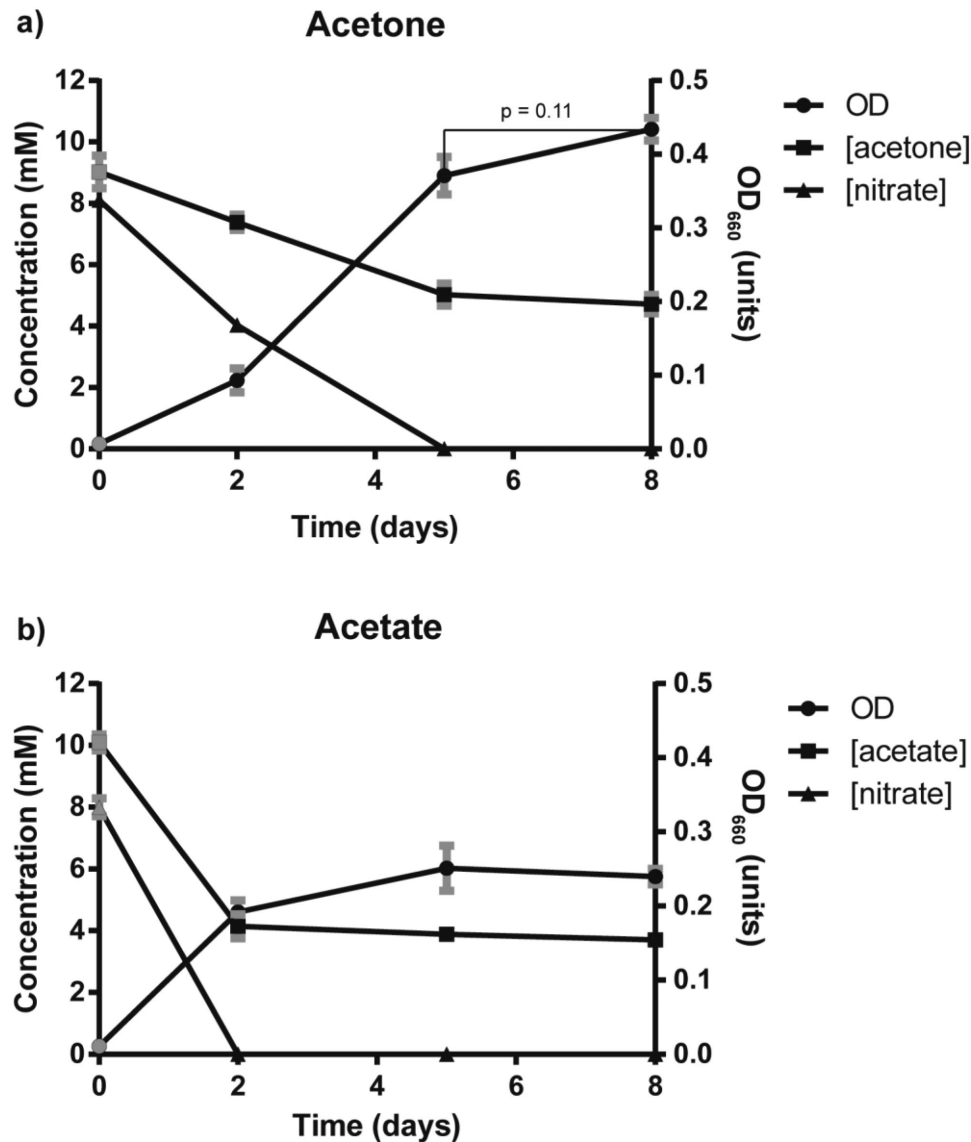 a)
Acetone
12
10
8
6
4
2
0
Concentration (mM)
0.5
0.4
0.3
0.2
0.1
0.0
OD660 (units)
p = 0.11
OD
[acetone]
[nitrate]
0 2 4 6 8
Time (days)
b)
Acetate
12
10
8
6
4
2
0
Concentration (mM)
0.5
0.4
0.3
0.2
0.1
0.0
OD660 (units)
OD
[acetate]
[nitrate]
0 2 4 6 8
Time (days)